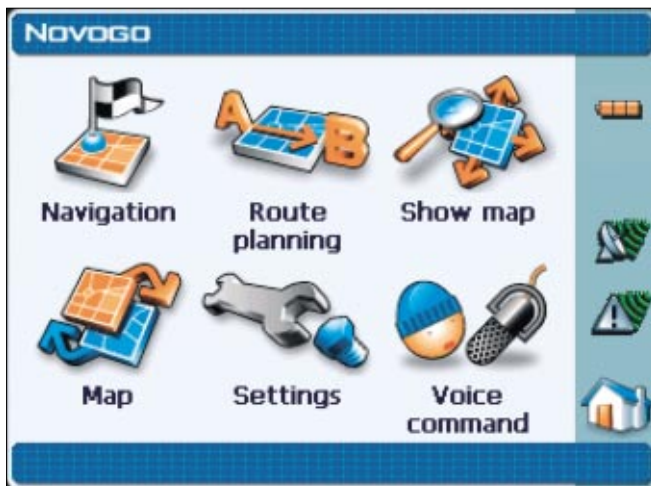 NOVOGO
Navigation
Route
planning
Show map
Map
Settings
Voice
command
A
B